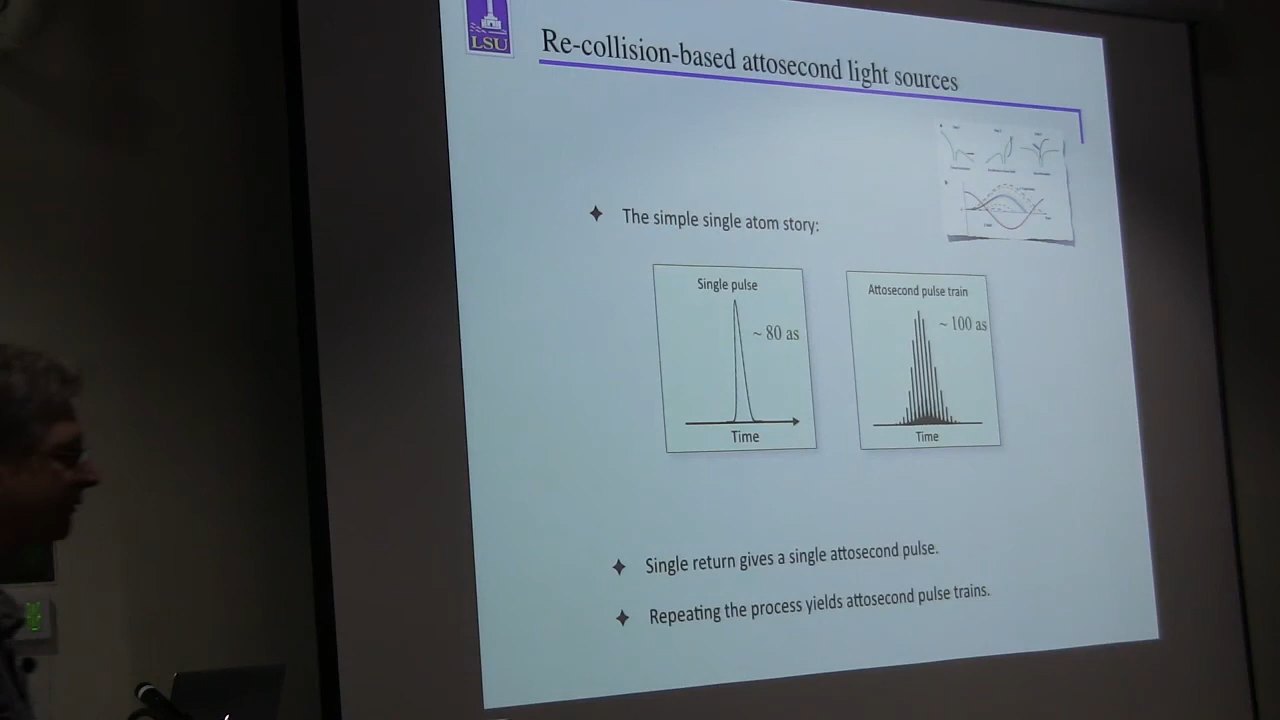 LSU
Re-collision-based attosecond light sources
The simple single atom story:
Single pulse
~ 80 as
Time
Attosecond pulse train
~ 100 as
Time
Single return gives a single attosecond pulse.
Repeating the process yields attosecond pulse trains.